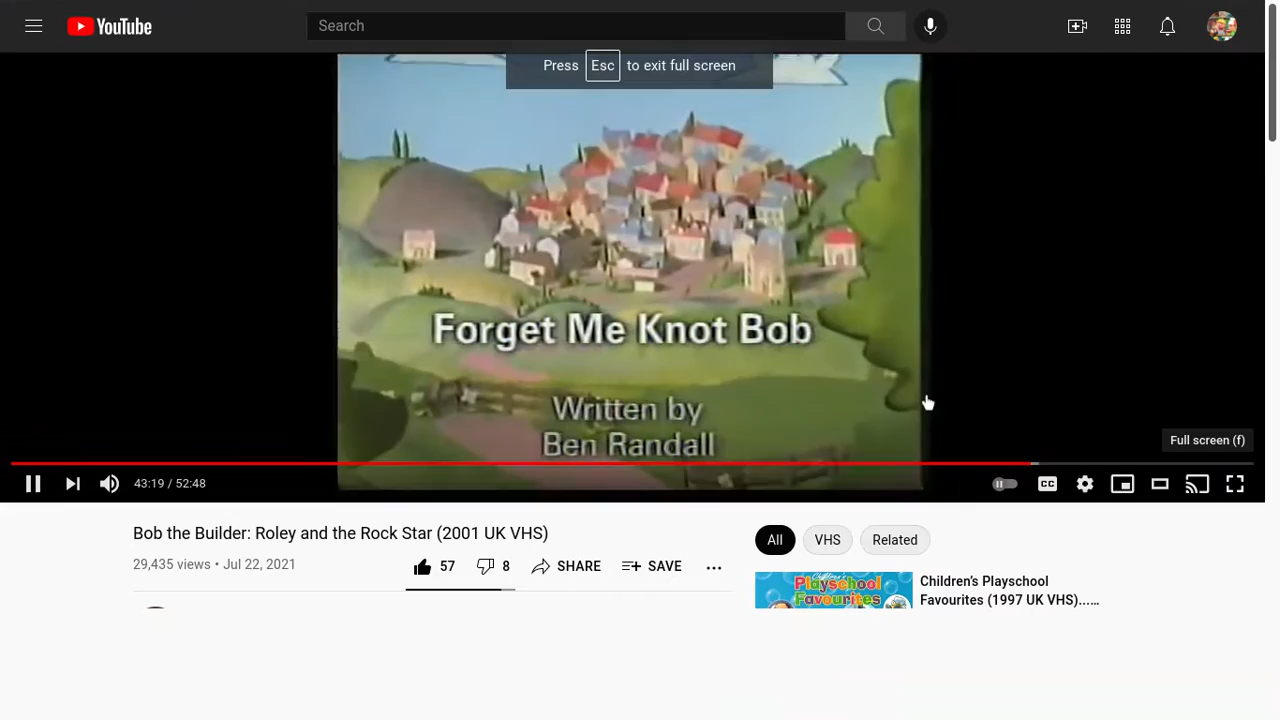 YouTube
Search
Press Esc to exit full screen
Forget Me Knot Bob
Written by
Ben Randall
Full screen (f)
43:19 / 52:48
CC
Bob the Builder: Roley and the Rock Star (2001 UK VHS)
29,435 views • Jul 22, 2021
57
8
SHARE
SAVE
All
VHS
Related
Children's
Playschool
Favourites
Children’s Playschool
Favourites (1997 UK VHS)...…